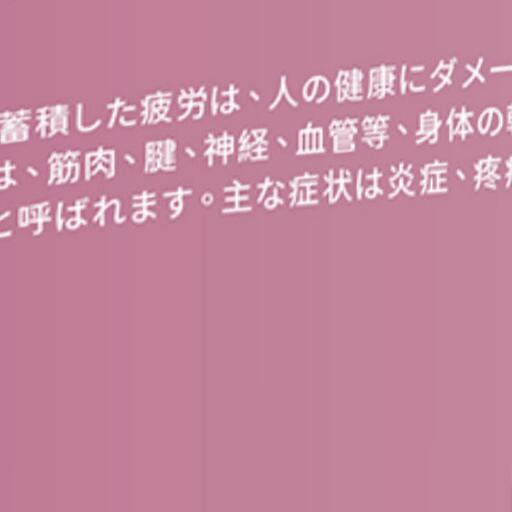 蓄積した疲労は、人の健康にダメー
は、筋肉、腱、神経、血管等、身体の
と呼ばれます。主な症状は炎症、疼